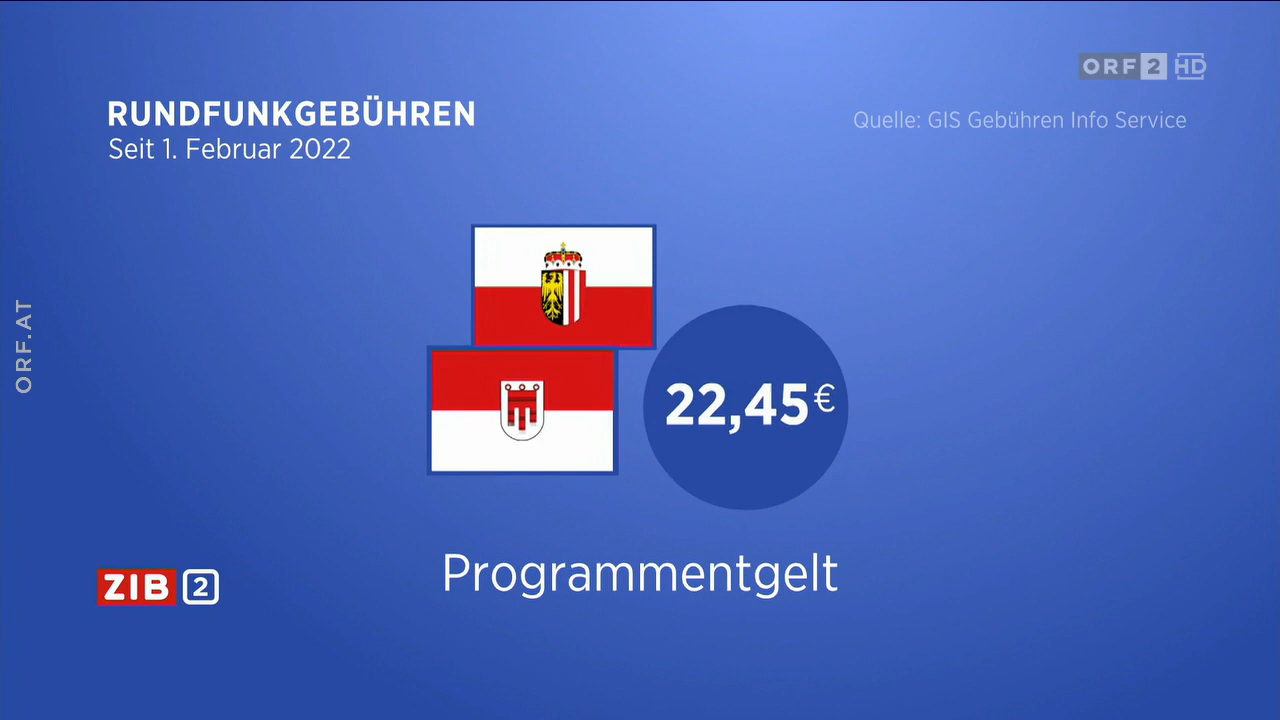 ORF 2 HD
RUNDFUNKGEBÜHREN
Seit 1. Februar 2022
Quelle: GIS Gebühren Info Service
ORF.AT
22,45€
Programmentgelt
ZIB 2